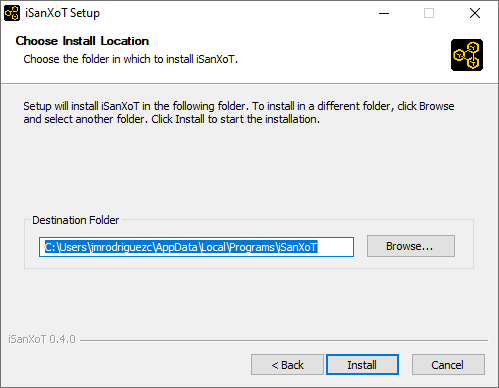 iSanXoT Setup
Choose Install Location
Choose the folder in which to install iSanXoT.
Setup will install iSanXoT in the following folder. To install in a different folder, click Browse
and select another folder. Click Install to start the installation.
Destination Folder
C:\Users\jmrodriguezc\AppData\Local\Programs\iSanXoT
Browse...
iSanXoT 0.4.0
< Back
Install
Cancel